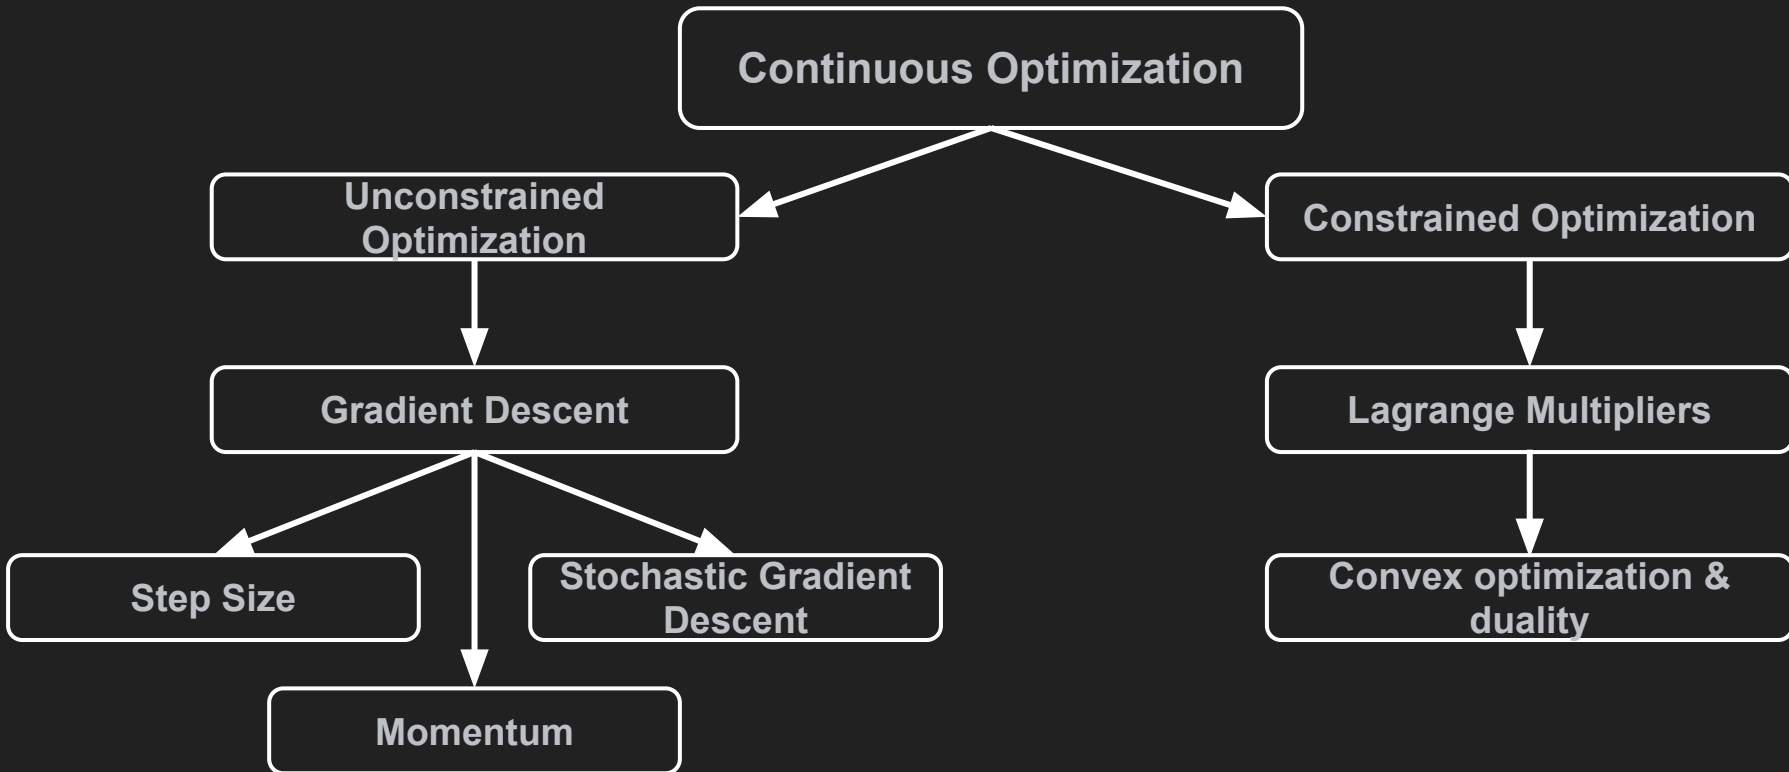 Continuous Optimization
Unconstrained
Optimization
Constrained Optimization
Gradient Descent
Lagrange Multipliers
Step Size
Stochastic Gradient
Descent
Convex optimization &
duality
Momentum